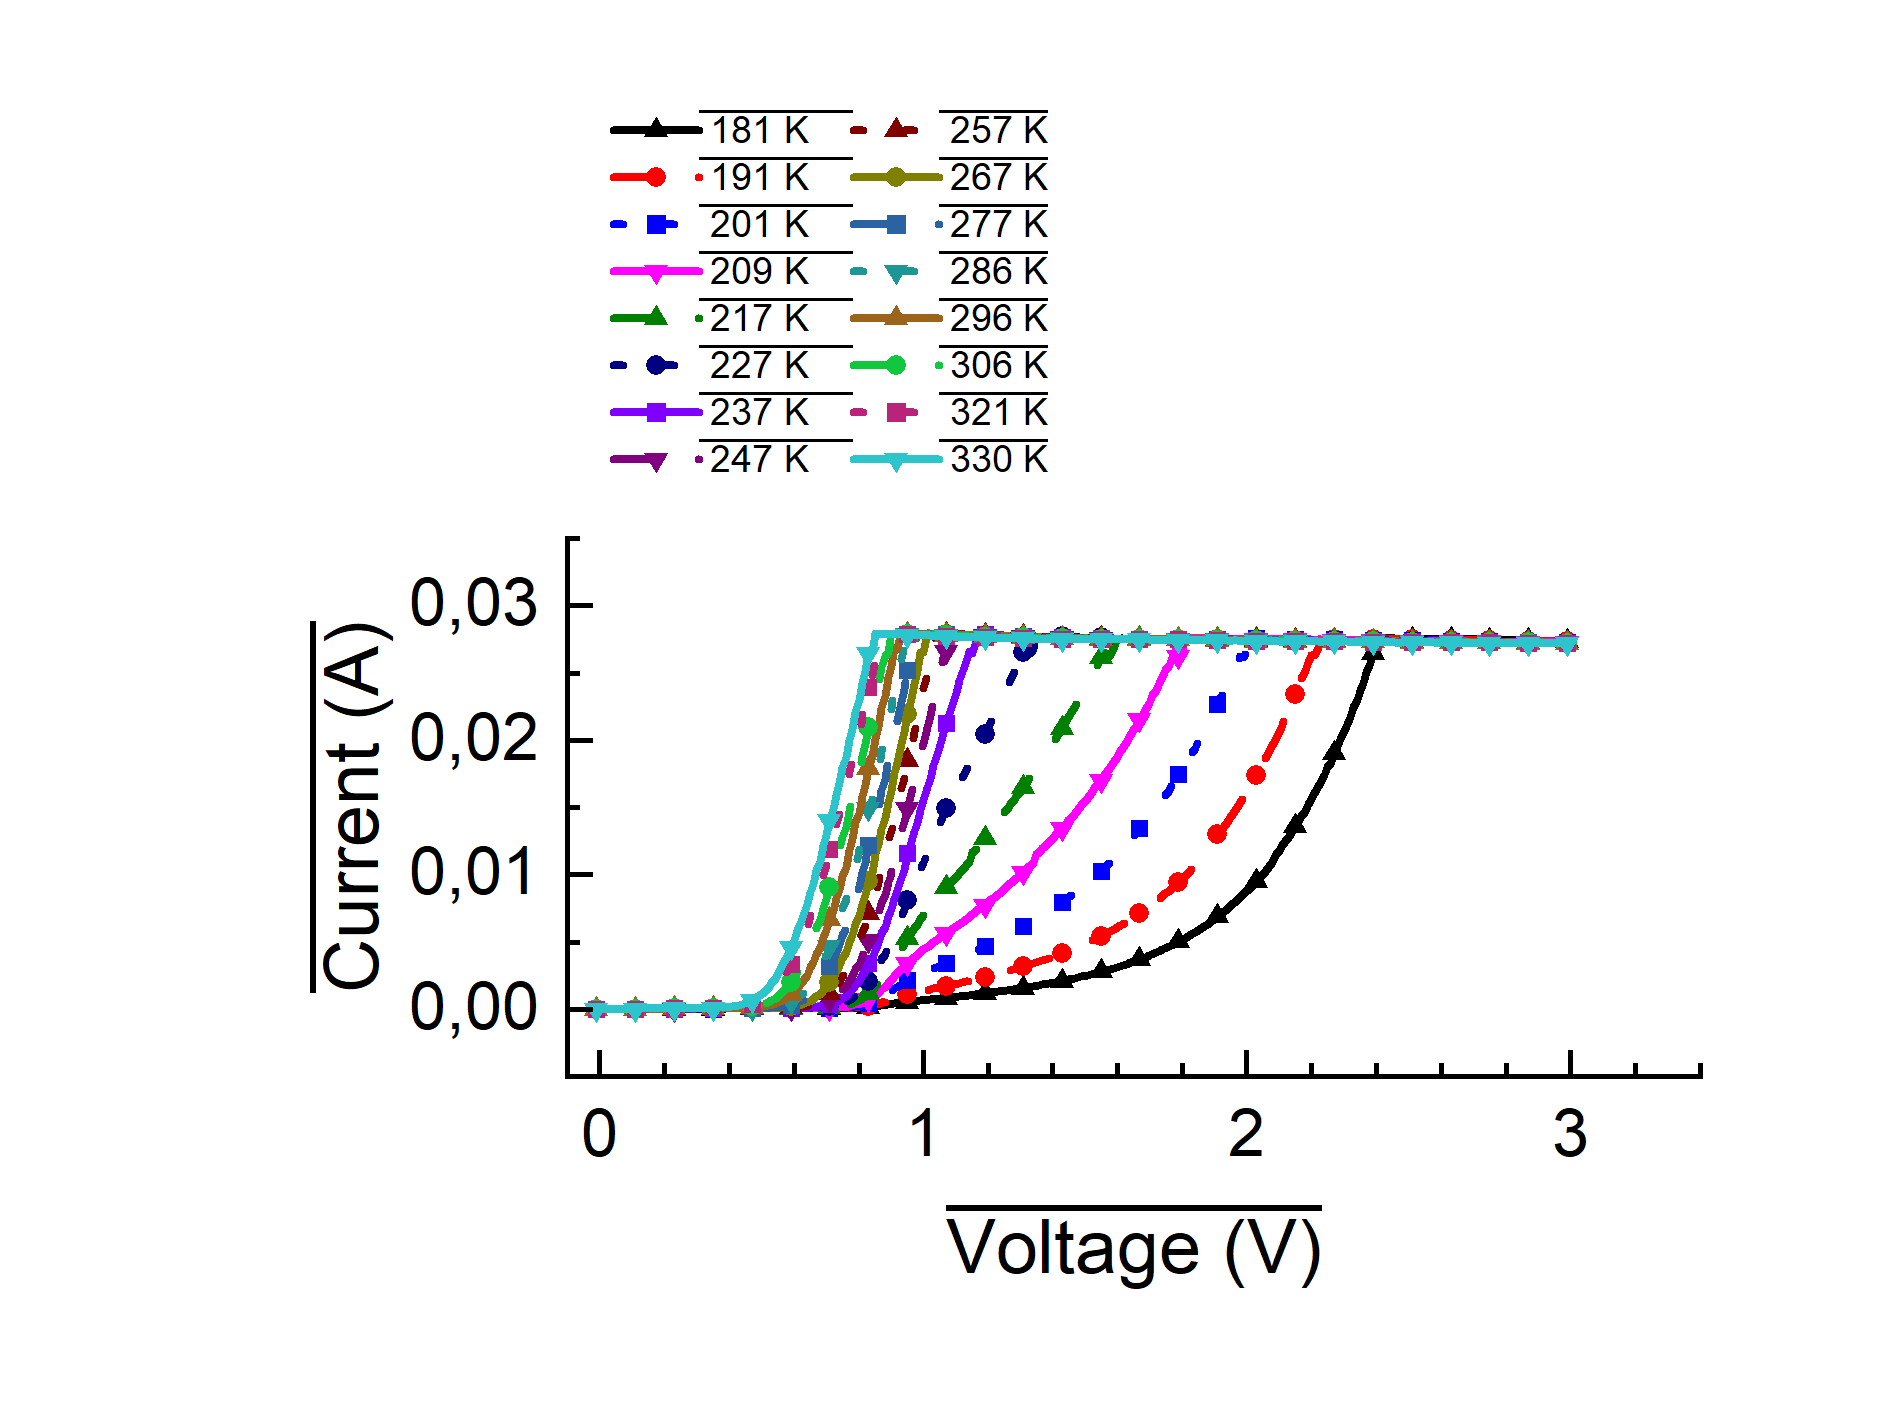 181 K 257 K
191 K 267 K
201 K 277 K
209 K 286 K
217 K 296 K
227 K 306 K
237 K 321 K
247 K 330 K
0,03
0,02
0,01
0,00
Current (A)
0 1 2 3
Voltage (V)